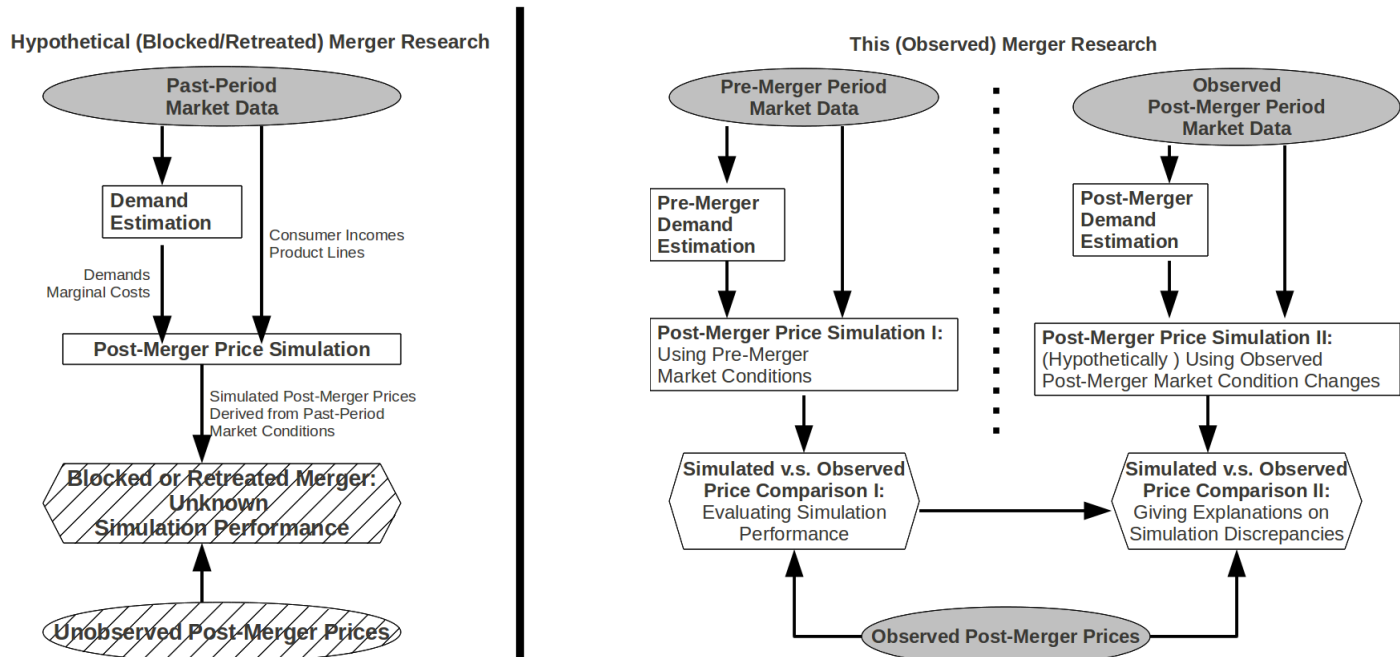 Hypothetical (Blocked/Retreated) Merger Research
Past-Period
Market Data
Demand
Estimation
Consumer Incomes
Product Lines
Demands
Marginal Costs
Post-Merger Price Simulation
Simulated Post-Merger Prices
Derived from Past-Period
Market Conditions
Blocked or Retreated Merger:
Unknown
Simulation Performance
Unobserved Post-Merger Prices
This (Observed) Merger Research
Pre-Merger Period
Market Data
Pre-Merger
Demand
Estimation
Post-Merger Price Simulation I:
Using Pre-Merger
Market Conditions
Simulated v.s. Observed
Price Comparison I:
Evaluating Simulation
Performance
Observed
Post-Merger Period
Market Data
Post-Merger
Demand
Estimation
Post-Merger Price Simulation II:
(Hypothetically ) Using Observed
Post-Merger Market Condition Changes
Simulated v.s. Observed
Price Comparison II:
Giving Explanations on
Simulation Discrepancies
Observed Post-Merger Prices